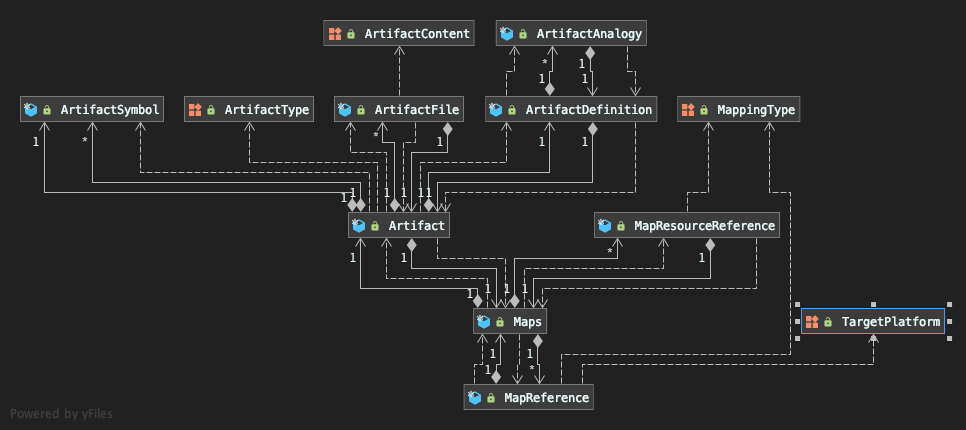 ArtifactContent
ArtifactAnalogy
* 1
1 1
ArtifactSymbol
ArtifactType
ArtifactFile
ArtifactDefinition
MappingType
1 * * 1 1 1
1 1 1 1 1 1
Artifact
MapResourceReference
1 1 * 1
1 1 1 1
Maps
TargetPlatform
1 1
1 *
MapReference
Powered by yFiles